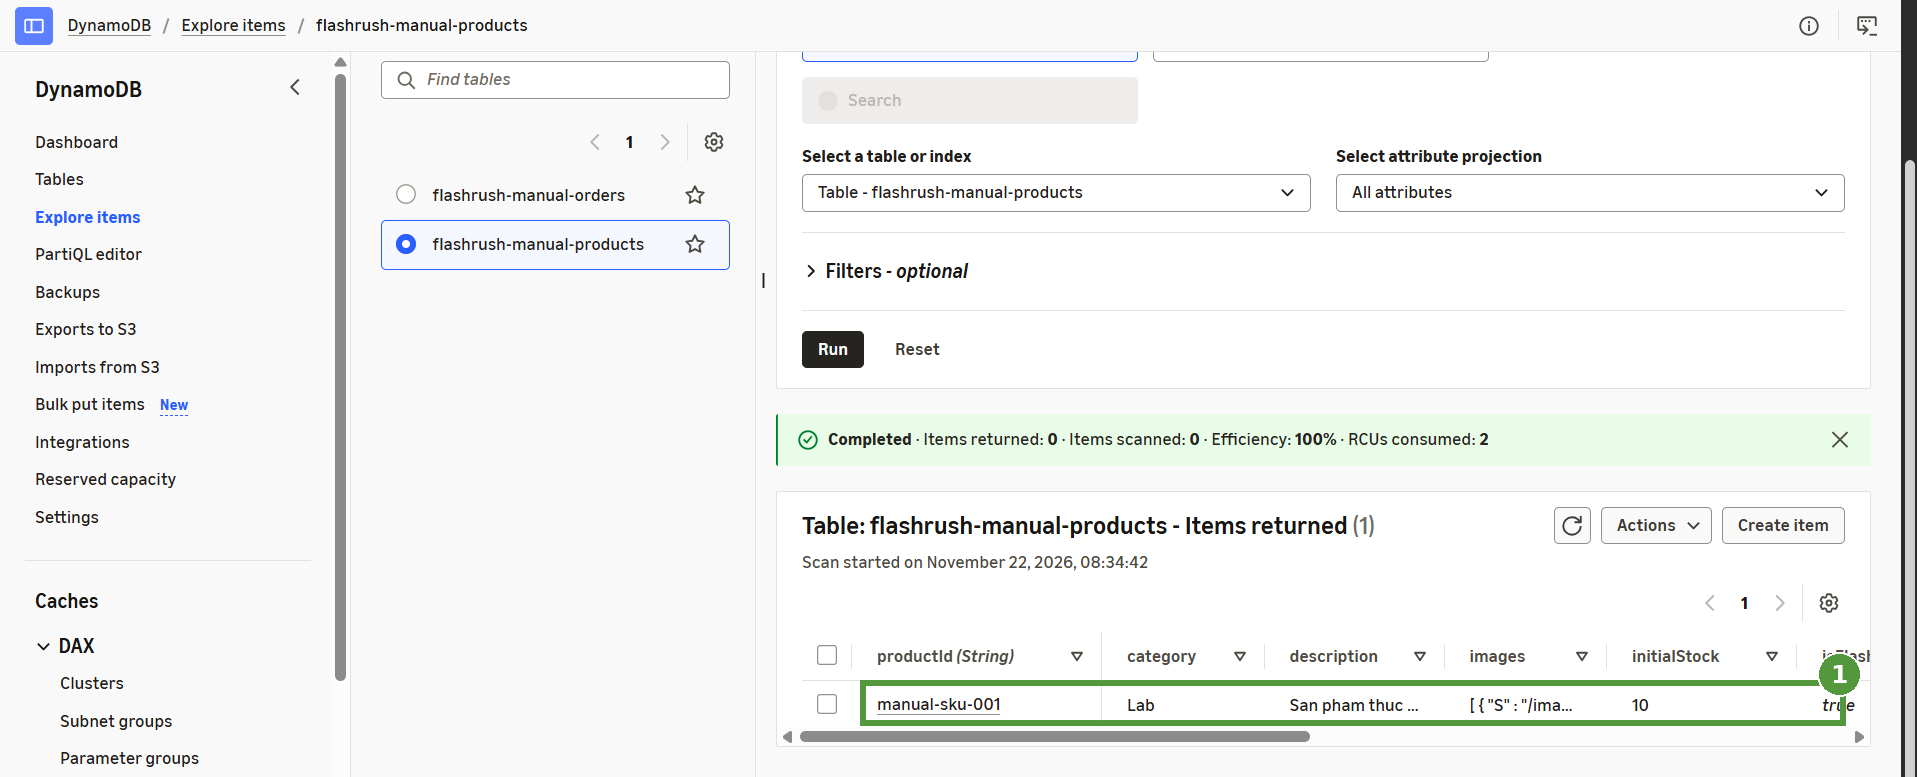 DynamoDB / Explore items / flashrush-manual-products
DynamoDB
Dashboard
Tables
Explore items
PartiQL editor
Backups
Exports to S3
Imports from S3
Bulk put items New
Integrations
Reserved capacity
Settings
Caches
DAX
Clusters
Subnet groups
Parameter groups
Find tables
1
flashrush-manual-orders
flashrush-manual-products
Search
Select a table or index
Table - flashrush-manual-products
Select attribute projection
All attributes
Filters - optional
Run Reset
Completed · Items returned: 0 · Items scanned: 0 · Efficiency: 100% · RCUs consumed: 2
Table: flashrush-manual-products - Items returned (1)
Actions Create item
Scan started on November 22, 2026, 08:34:42
1
productId (String) category description images initialStock
1
manual-sku-001 Lab San pham thuc ... [ { "S" : "/ima... 10 true